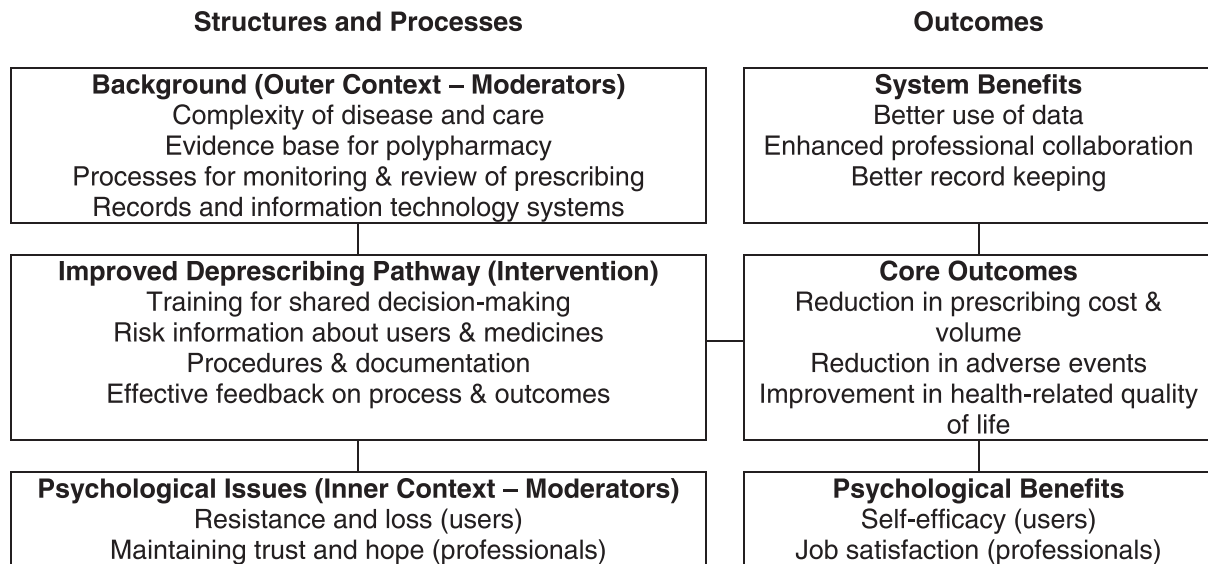 Structures and Processes
Outcomes
Background (Outer Context – Moderators)
Complexity of disease and care
Evidence base for polypharmacy
Processes for monitoring & review of prescribing
Records and information technology systems
System Benefits
Better use of data
Enhanced professional collaboration
Better record keeping
Improved Deprescribing Pathway (Intervention)
Training for shared decision-making
Risk information about users & medicines
Procedures & documentation
Effective feedback on process & outcomes
Core Outcomes
Reduction in prescribing cost &
volume
Reduction in adverse events
Improvement in health-related quality
of life
Psychological Issues (Inner Context – Moderators)
Resistance and loss (users)
Maintaining trust and hope (professionals)
Psychological Benefits
Self-efficacy (users)
Job satisfaction (professionals)